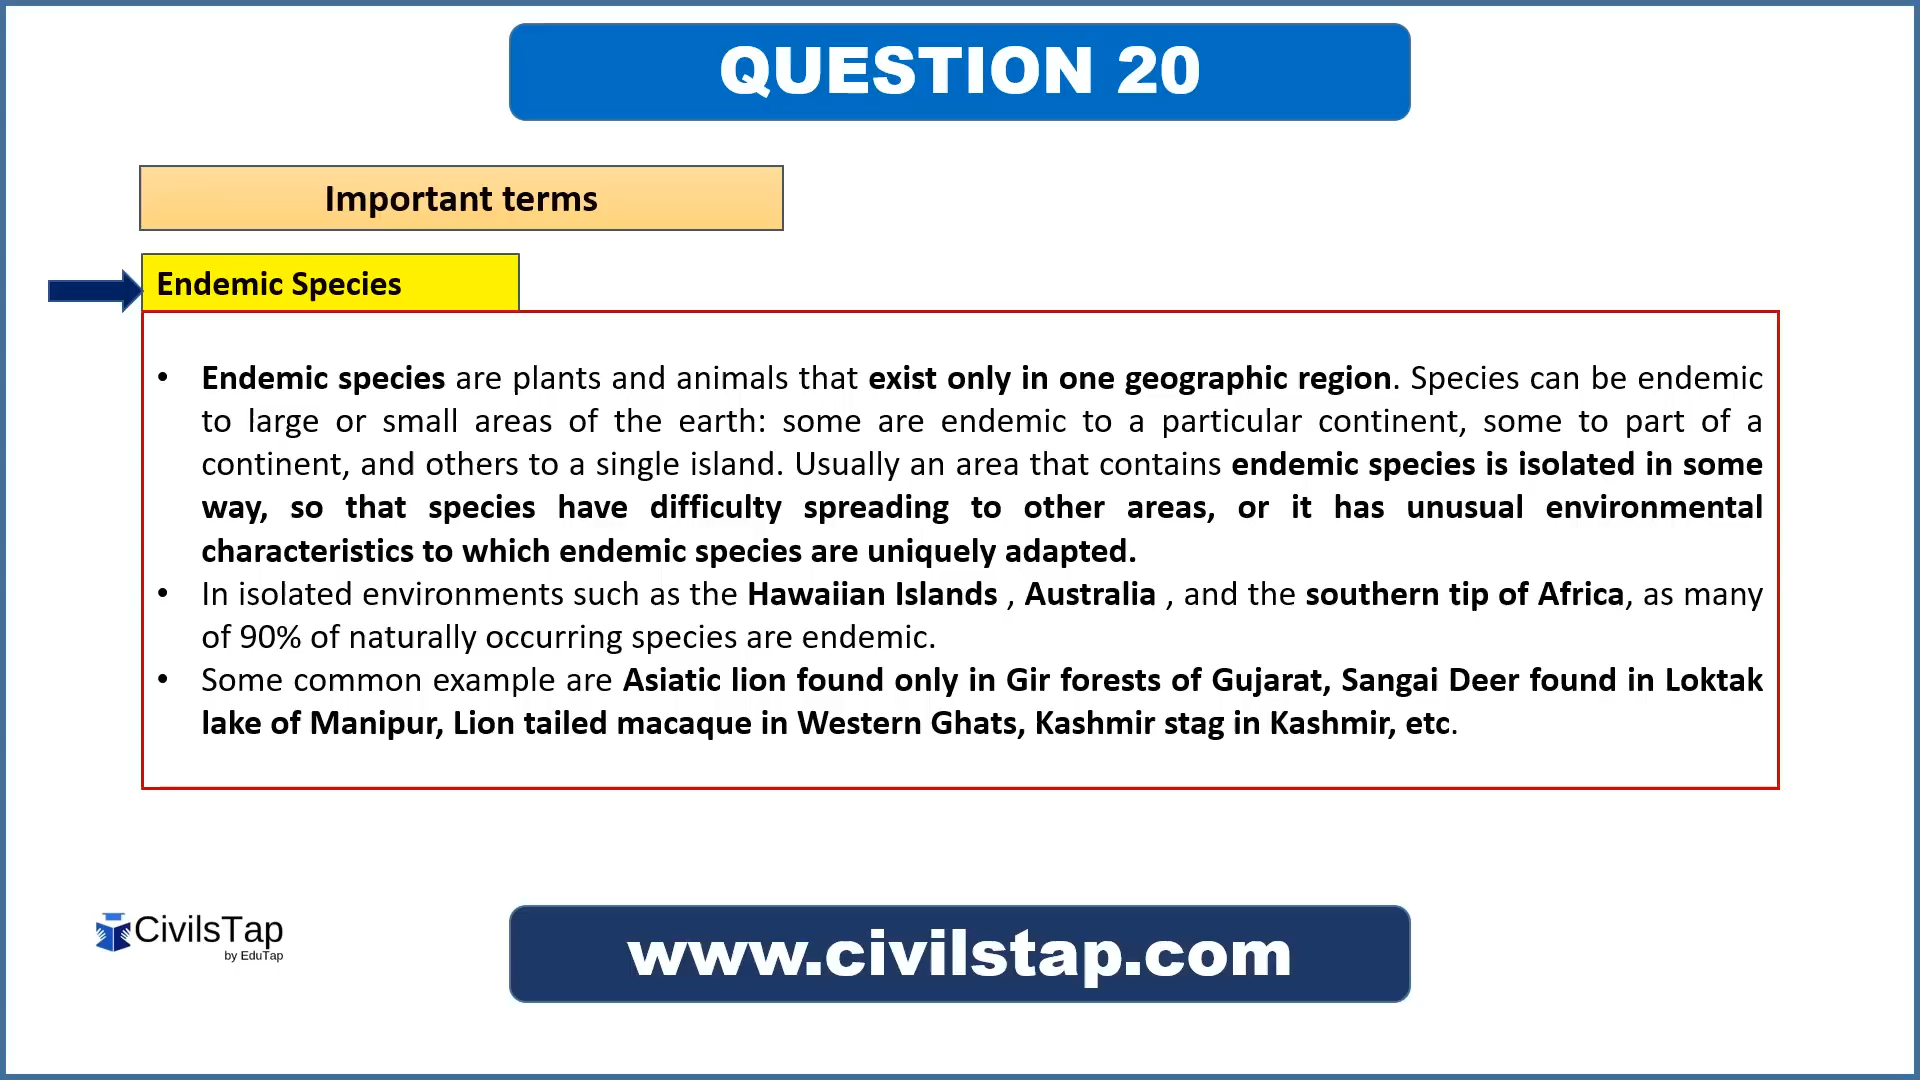 QUESTION 20
Important terms
Endemic Species
• Endemic species are plants and animals that exist only in one geographic region. Species can be endemic
to large or small areas of the earth: some are endemic to a particular continent, some to part of a
continent, and others to a single island. Usually an area that contains endemic species is isolated in some
way, so that species have difficulty spreading to other areas, or it has unusual environmental
characteristics to which endemic species are uniquely adapted.
• In isolated environments such as the Hawaiian Islands , Australia , and the southern tip of Africa, as many
of 90% of naturally occurring species are endemic.
• Some common example are Asiatic lion found only in Gir forests of Gujarat, Sangai Deer found in Loktak
lake of Manipur, Lion tailed macaque in Western Ghats, Kashmir stag in Kashmir, etc.
CivilsTap
by EduTap
www.civilstap.com